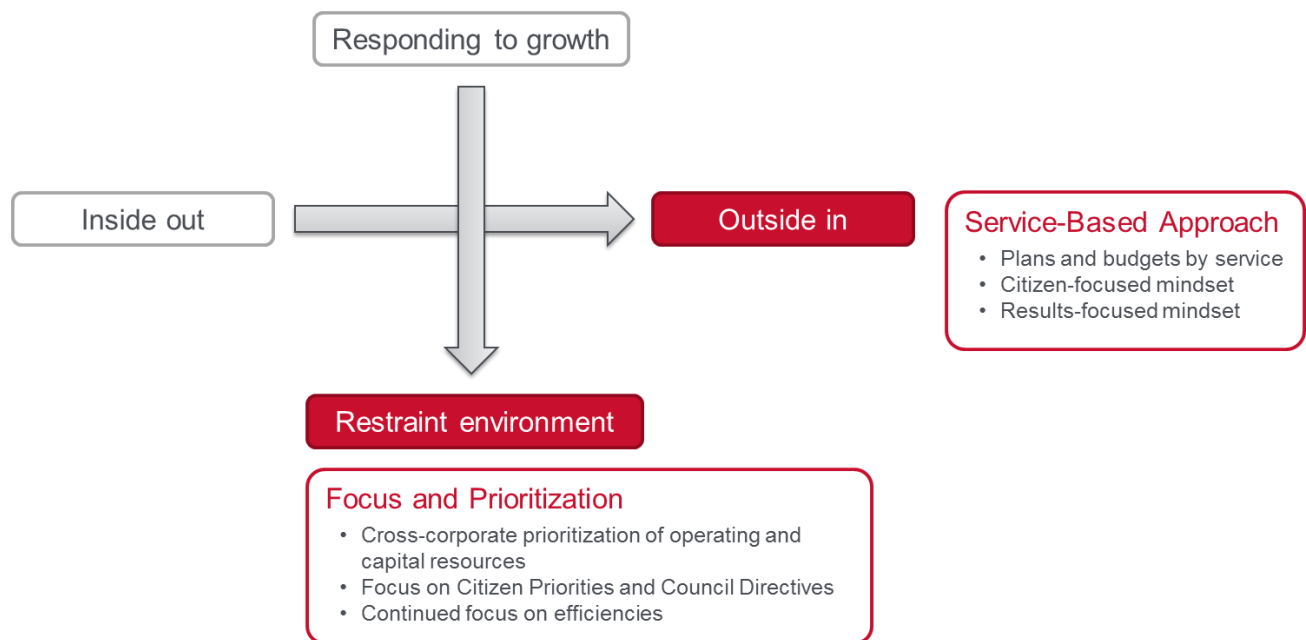 Responding to growth
Inside out
Outside in
Service-Based Approach
• Plans and budgets by service
• Citizen-focused mindset
• Results-focused mindset
Restraint environment
Focus and Prioritization
• Cross-corporate prioritization of operating and
capital resources
• Focus on Citizen Priorities and Council Directives
• Continued focus on efficiencies